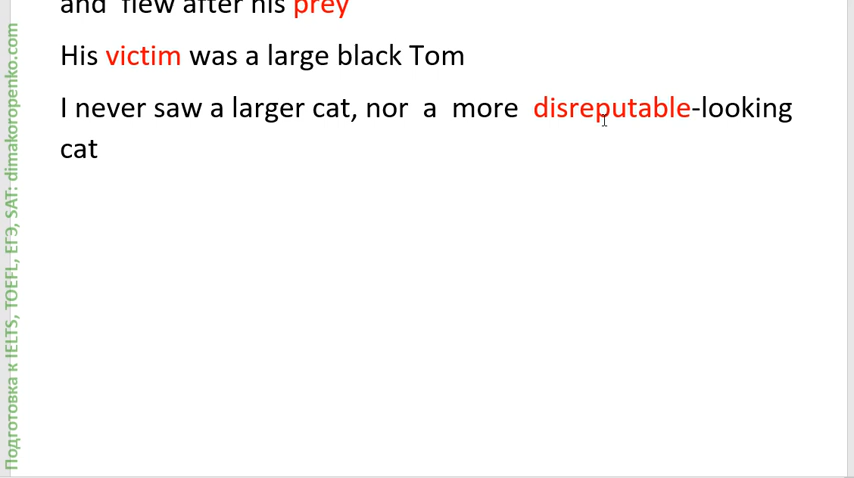 and flew after his prey
His victim was a large black Tom
I never saw a larger cat, nor a more disreputable-looking
cat
Подготовка к IELTS, TOEFL, ЕГЭ, SAT: dimakoropenko.com